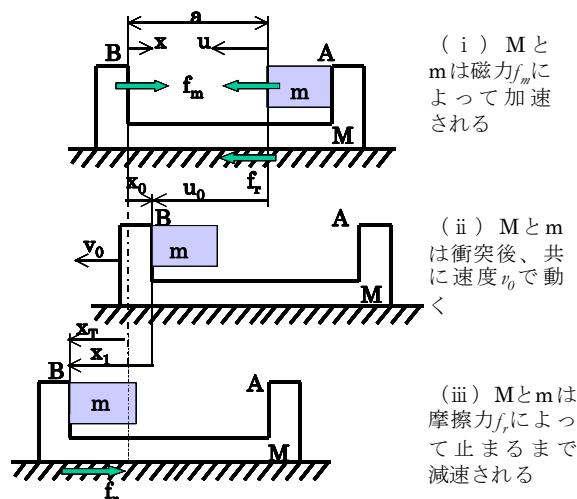 a
B
x
u
A
f_m
m
M
f_r
x_0
u_0
B
A
v_0
m
M
x_T
x_1
B
A
m
M
f_r
(ⅰ)Mと
mは磁力f_mに
よって加速
される
(ⅱ)Mとm
は衝突後、共
に速度v_0で動
く
(ⅲ)Mとmは
摩擦力f_rによっ
て止まるまで
減速される